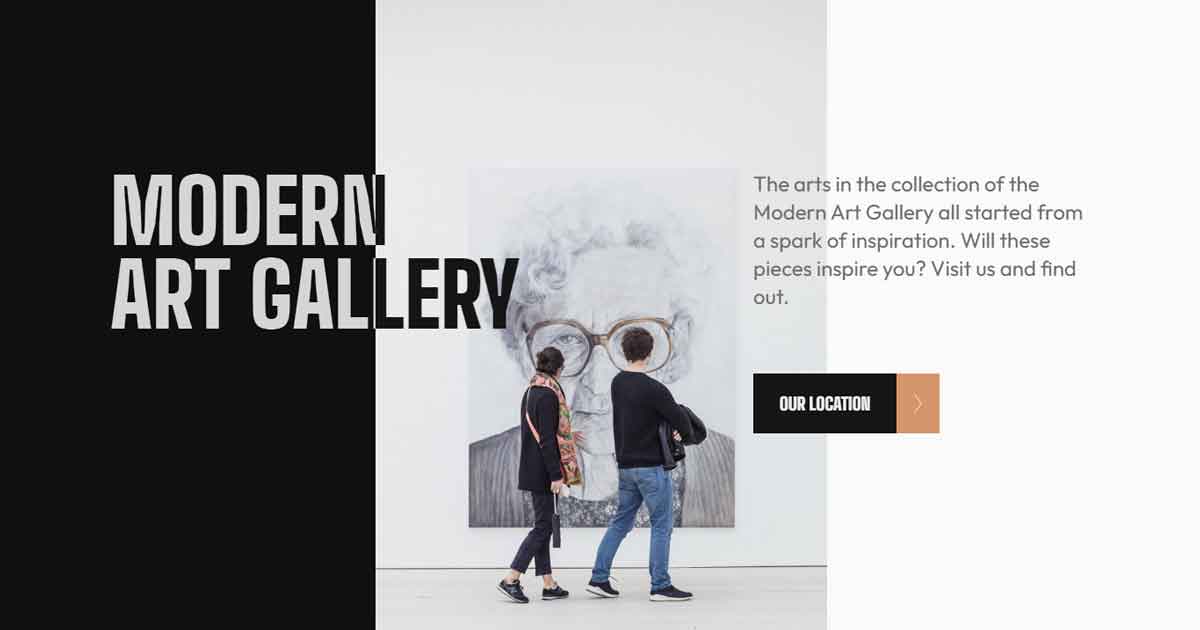 MODERN
ART GALLERY
The arts in the collection of the
Modern Art Gallery all started from
a spark of inspiration. Will these
pieces inspire you? Visit us and find
out.
OUR LOCATION